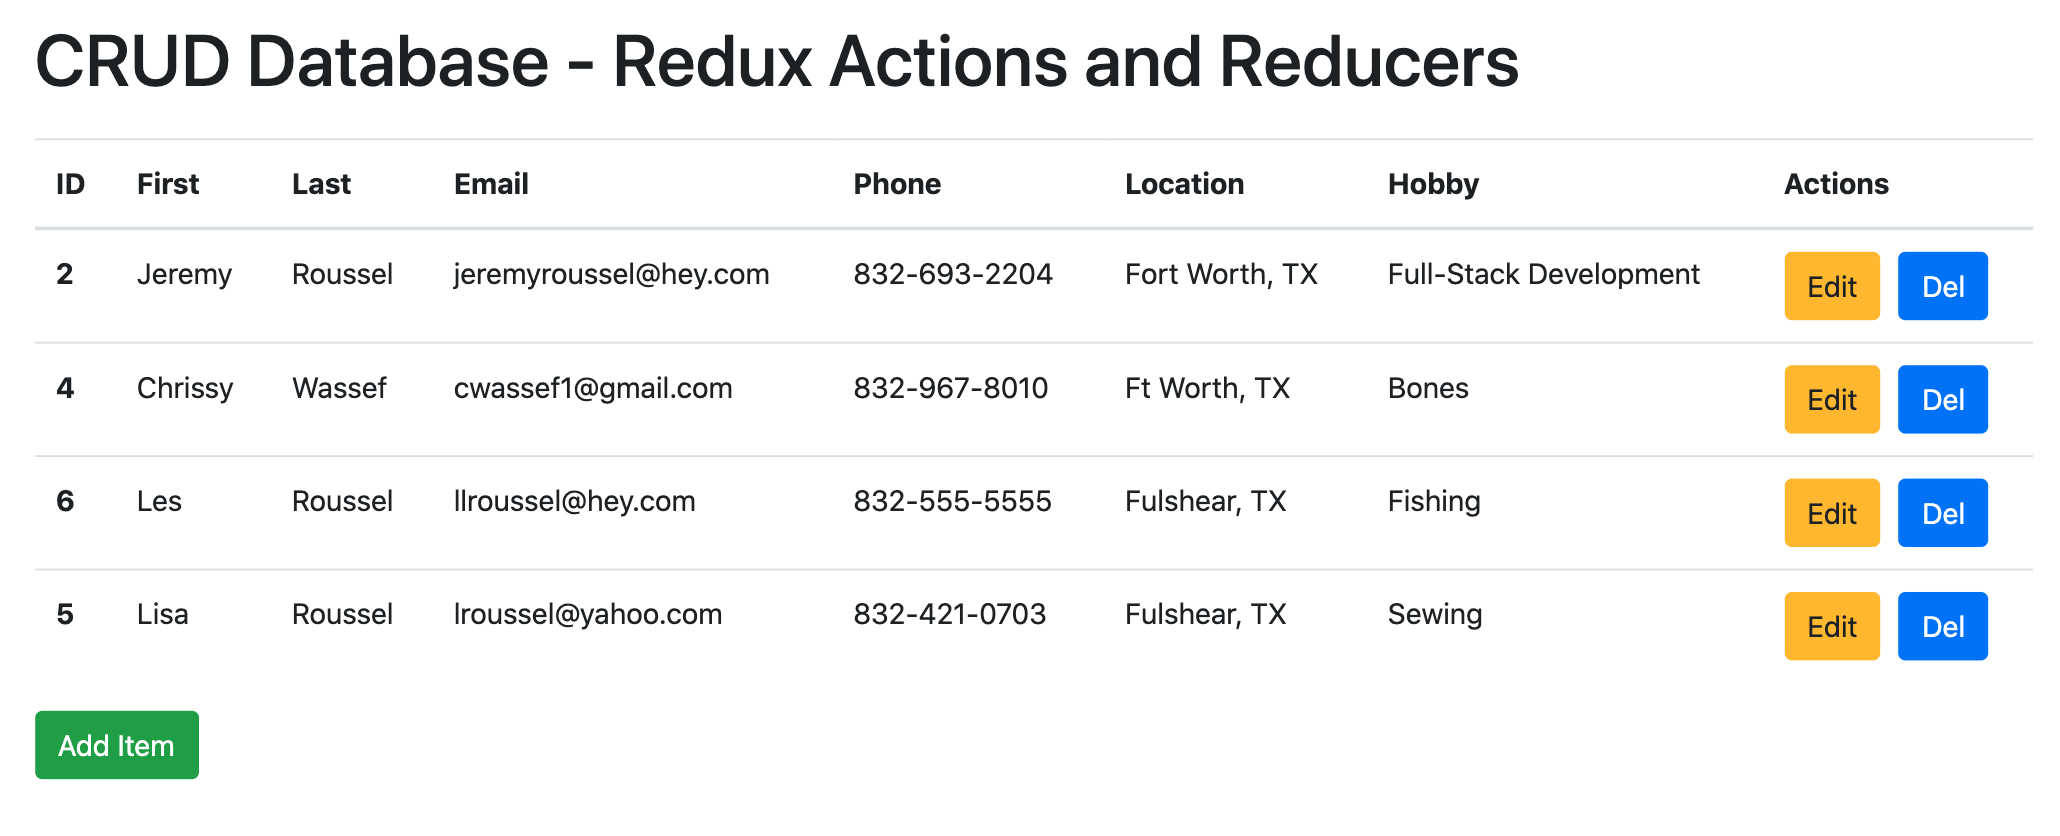 CRUD Database - Redux Actions and Reducers
ID First Last Email Phone Location Hobby Actions
2 Jeremy Roussel jeremyroussel@hey.com 832-693-2204 Fort Worth, TX Full-Stack Development Edit Del
4 Chrissy Wassef cwassef1@gmail.com 832-967-8010 Ft Worth, TX Bones Edit Del
6 Les Roussel llroussel@hey.com 832-555-5555 Fulshear, TX Fishing Edit Del
5 Lisa Roussel lroussel@yahoo.com 832-421-0703 Fulshear, TX Sewing Edit Del
Add Item